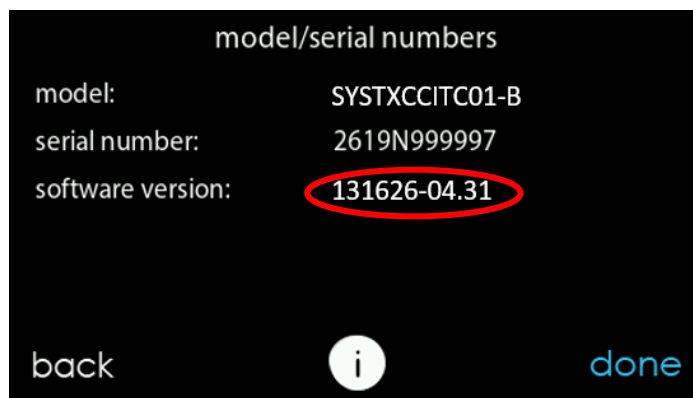 model/serial numbers
model: SYSTXCCITC01-B
serial number: 2619N999997
software version: 131626-04.31
back i done